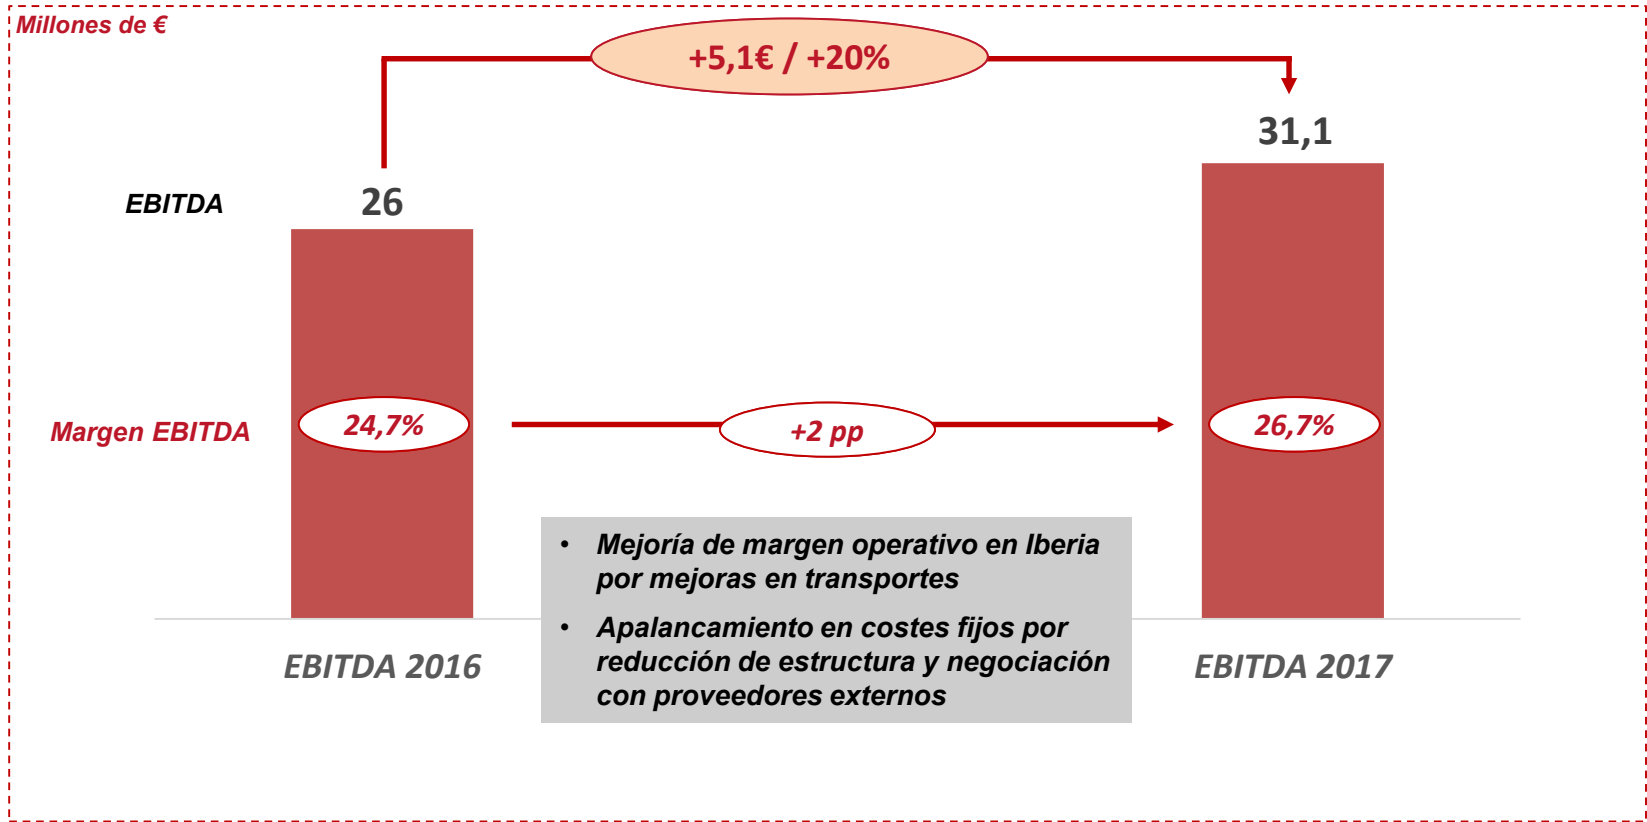 Millones de €
+5,1€ / +20%
31,1
EBITDA
26
Margen EBITDA
24,7%
+2 pp
26,7%
• Mejoría de margen operativo en Iberia
por mejoras en transportes
• Apalancamiento en costes fijos por
reducción de estructura y negociación
con proveedores externos
EBITDA 2016
EBITDA 2017